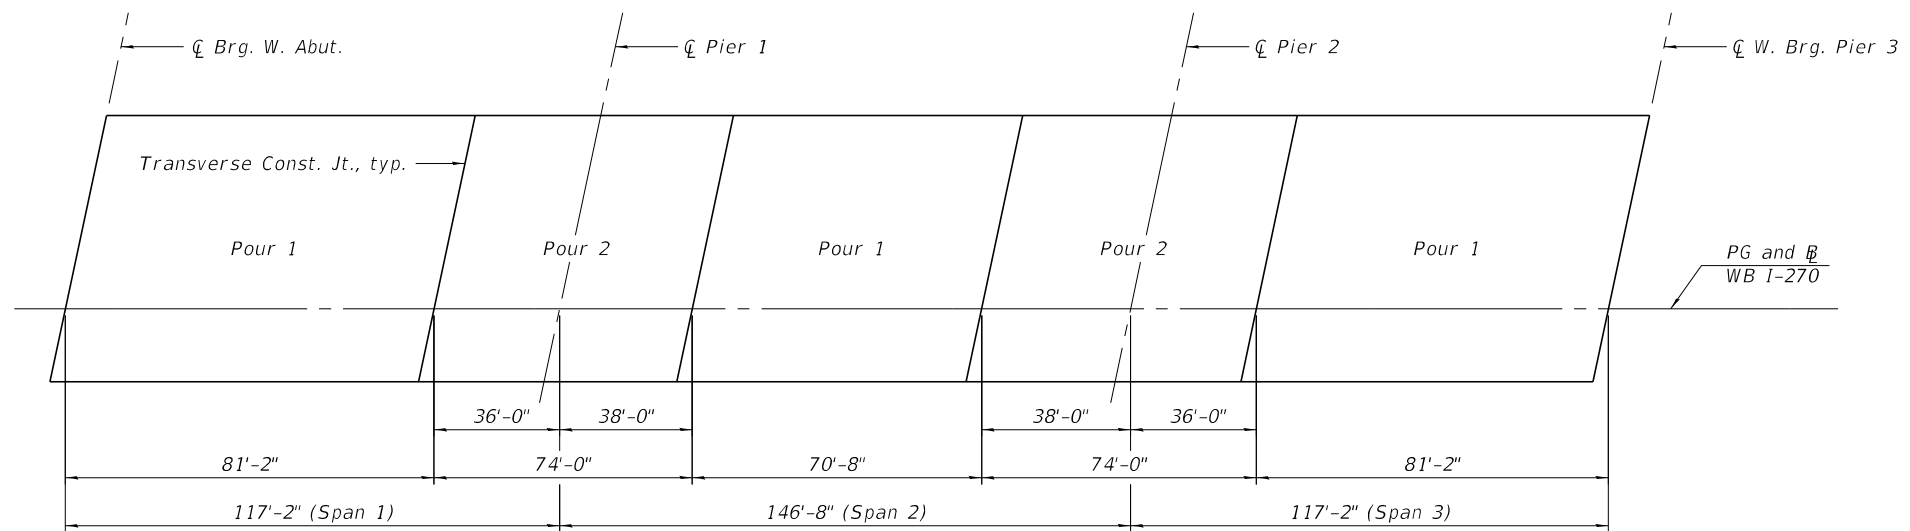 ℄ Brg. W. Abut.
℄ Pier 1
℄ Pier 2
℄ W. Brg. Pier 3
Transverse Const. Jt., typ.
Pour 1
Pour 2
Pour 1
Pour 2
Pour 1
PG and ℄
WB I-270
36'-0"
38'-0"
38'-0"
36'-0"
81'-2"
74'-0"
70'-8"
74'-0"
81'-2"
117'-2" (Span 1)
146'-8" (Span 2)
117'-2" (Span 3)